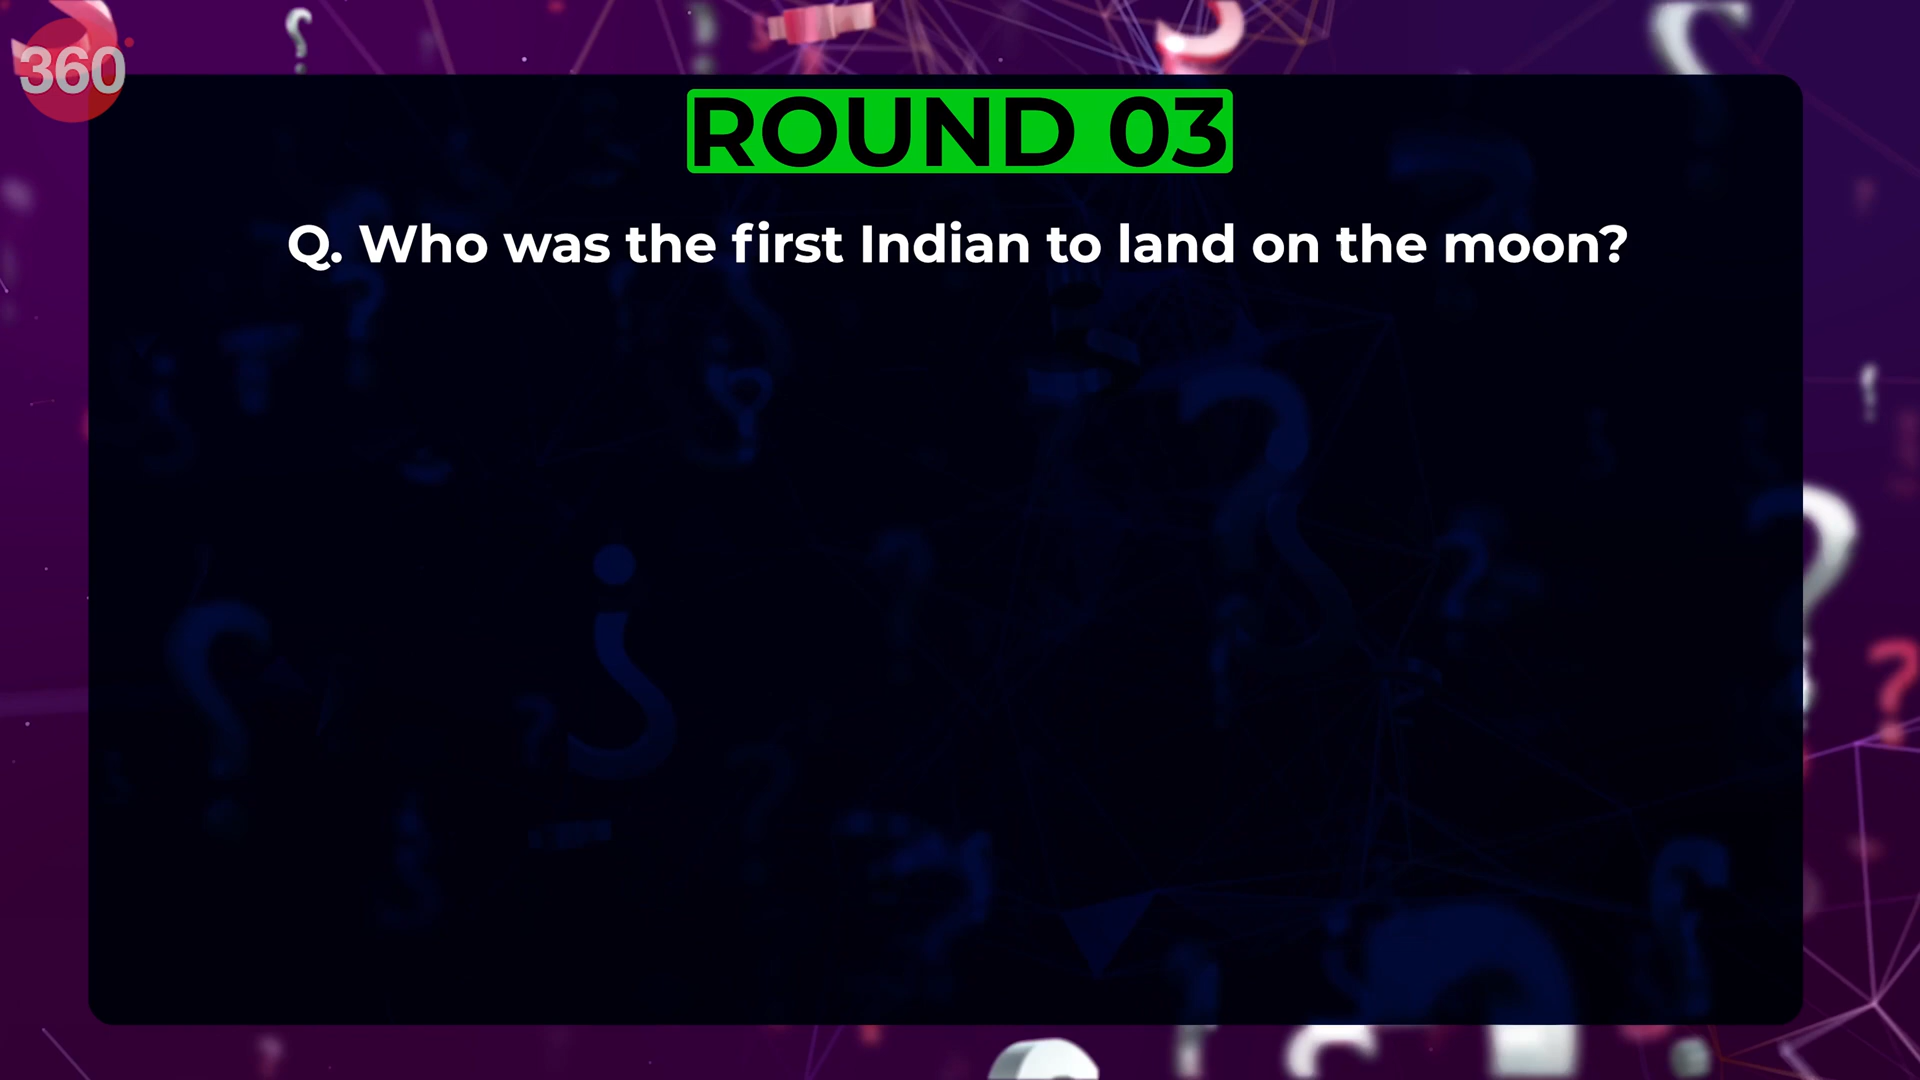 360
ROUND 03
Q. Who was the first Indian to land on the moon?